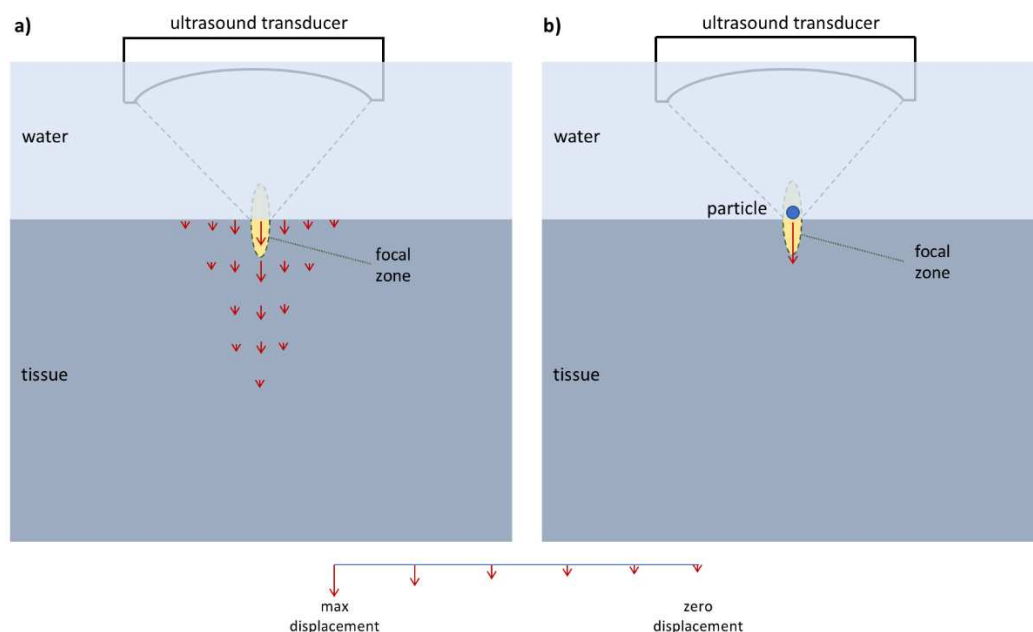 a)
ultrasound transducer
water
focal
zone
tissue
b)
ultrasound transducer
water
particle
focal
zone
tissue
max
displacement
zero
displacement